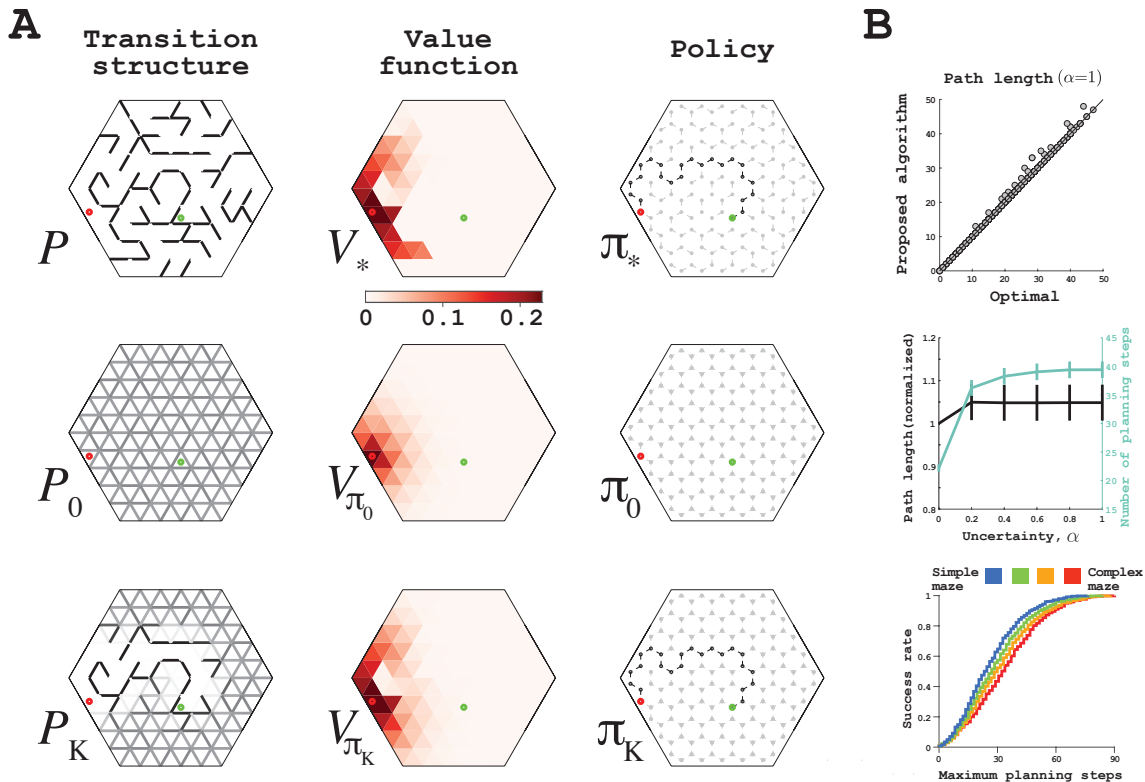 A
Transition
structure
Value
function
Policy
P
V*
π*
0 0.1 0.2
P0
Vπ0
π0
PK
VπK
πK
B
Path length (α=1)
Proposed algorithm
50
40
30
20
10
0
0 10 20 30 40 50
Optimal
Path length(normalized)
1.2
1.1
1
0.9
0.8
45
40
35
30
25
20
15
Number of planning steps
0 0.2 0.4 0.6 0.8 1
Uncertainty, α
Simple
maze
Complex
maze
Success rate
1
0.8
0.6
0.4
0.2
0
0 30 60 90
Maximum planning steps